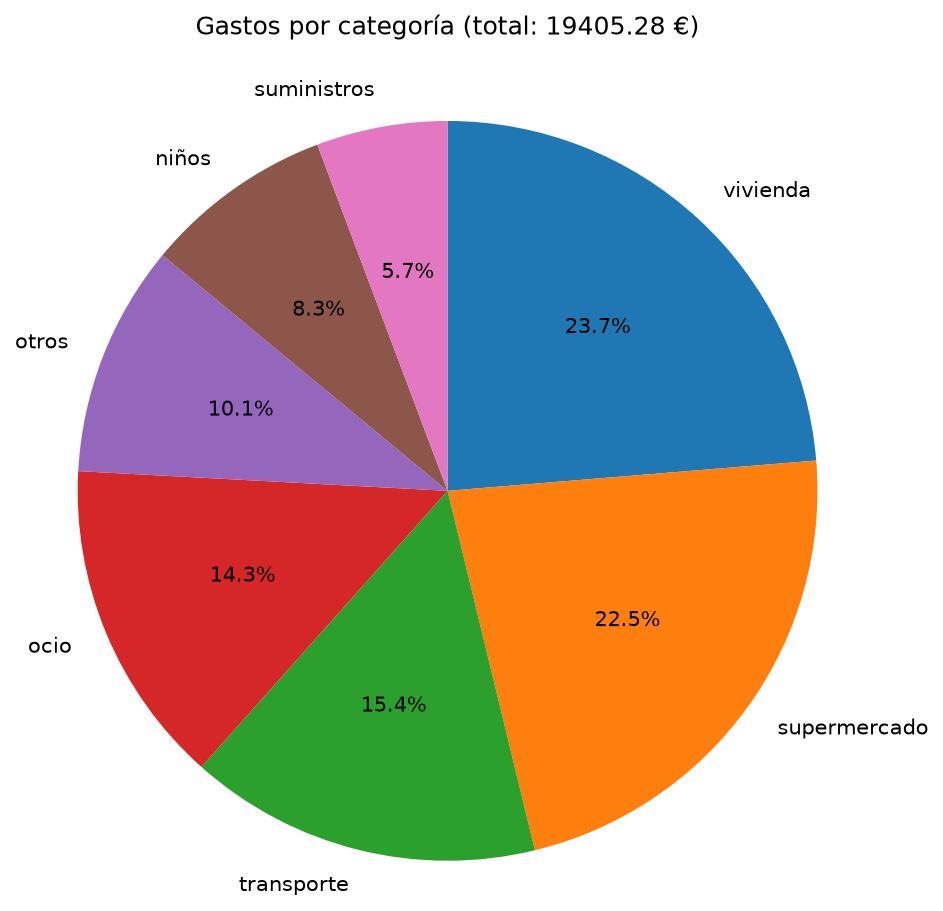 Gastos por categoría (total: 19405.28 €)
suministros
niños
vivienda
5.7%
8.3%
23.7%
otros
10.1%
14.3%
22.5%
ocio
15.4%
supermercado
transporte